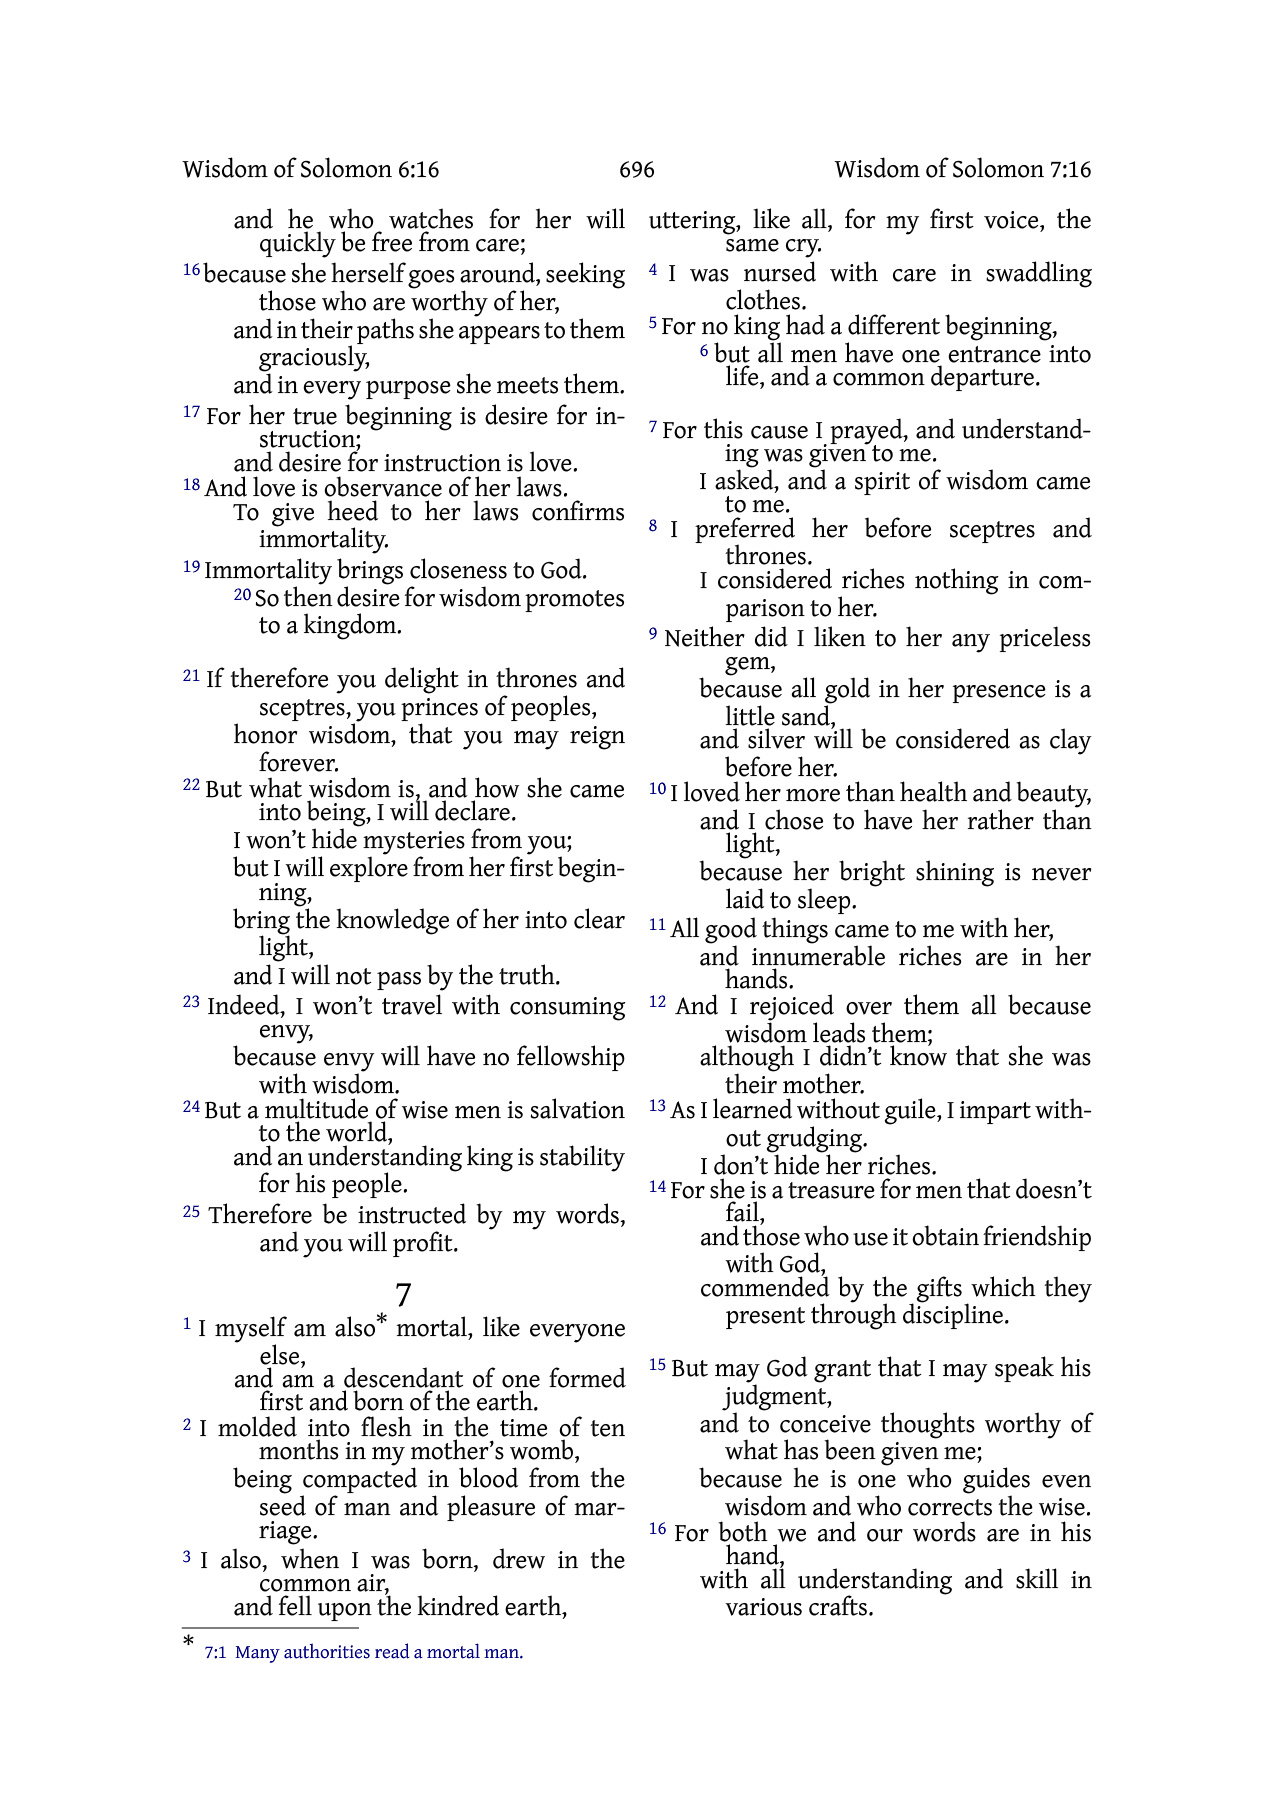 Wisdom of Solomon 6:16 696 Wisdom of Solomon 7:16
and he who watches for her will
quickly be free from care;
16 because she herself goes around, seeking
those who are worthy of her,
and in their paths she appears to them
graciously,
and in every purpose she meets them.
17 For her true beginning is desire for in-
struction;
and desire for instruction is love.
18 And love is observance of her laws.
To give heed to her laws confirms
immortality.
19 Immortality brings closeness to God.
20 So then desire for wisdom promotes
to a kingdom.
21 If therefore you delight in thrones and
sceptres, you princes of peoples,
honor wisdom, that you may reign
forever.
22 But what wisdom is, and how she came
into being, I will declare.
I won’t hide mysteries from you;
but I will explore from her first begin-
ning,
bring the knowledge of her into clear
light,
and I will not pass by the truth.
23 Indeed, I won’t travel with consuming
envy,
because envy will have no fellowship
with wisdom.
24 But a multitude of wise men is salvation
to the world,
and an understanding king is stability
for his people.
25 Therefore be instructed by my words,
and you will profit.
7
1 I myself am also* mortal, like everyone
else,
and am a descendant of one formed
first and born of the earth.
2 I molded into flesh in the time of ten
months in my mother’s womb,
being compacted in blood from the
seed of man and pleasure of mar-
riage.
3 I also, when I was born, drew in the
common air,
and fell upon the kindred earth,
uttering, like all, for my first voice, the
same cry.
4 I was nursed with care in swaddling
clothes.
5 For no king had a different beginning,
6 but all men have one entrance into
life, and a common departure.
7 For this cause I prayed, and understand-
ing was given to me.
I asked, and a spirit of wisdom came
to me.
8 I preferred her before sceptres and
thrones.
I considered riches nothing in com-
parison to her.
9 Neither did I liken to her any priceless
gem,
because all gold in her presence is a
little sand,
and silver will be considered as clay
before her.
10 I loved her more than health and beauty,
and I chose to have her rather than
light,
because her bright shining is never
laid to sleep.
11 All good things came to me with her,
and innumerable riches are in her
hands.
12 And I rejoiced over them all because
wisdom leads them;
although I didn’t know that she was
their mother.
13 As I learned without guile, I impart with-
out grudging.
I don’t hide her riches.
14 For she is a treasure for men that doesn’t
fail,
and those who use it obtain friendship
with God,
commended by the gifts which they
present through discipline.
15 But may God grant that I may speak his
judgment,
and to conceive thoughts worthy of
what has been given me;
because he is one who guides even
wisdom and who corrects the wise.
16 For both we and our words are in his
hand,
with all understanding and skill in
various crafts.
* 7:1 Many authorities read a mortal man.